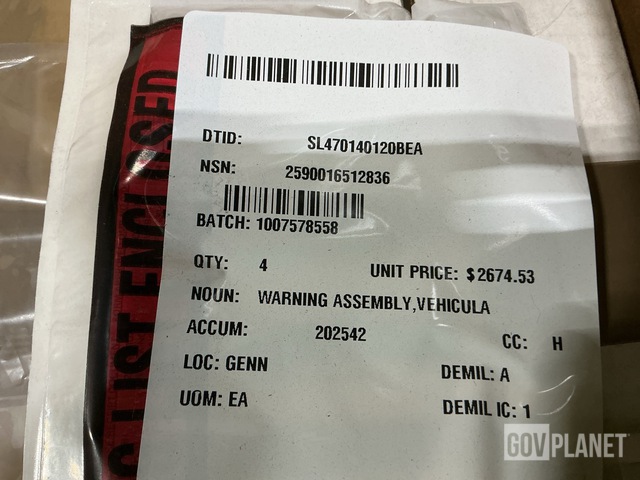 DTID: SL470140120BEA
NSN: 2590016512836
BATCH: 1007578558
QTY: 4 UNIT PRICE: $2674.53
NOUN: WARNING ASSEMBLY,VEHICULA
ACCUM: 202542 CC: H
LOC: GENN DEMIL: A
UOM: EA DEMIL IC: 1
G LIST ENCLOSED
GOVPLANET